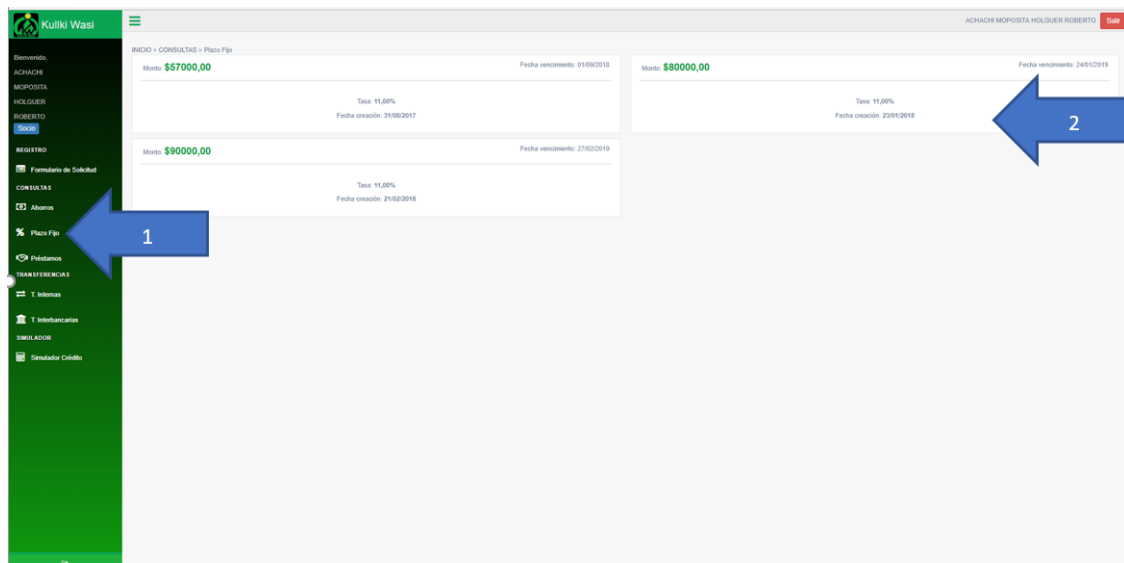 Kullki Wasi
ACHACHI MOPOSITA HOLGUER ROBERTO Salir
Bienvenido,
ACHACHI
MOPOSITA
HOLGUER
ROBERTO
Socio
REGISTRO
Formulario de Solicitud
CONSULTAS
Ahorros
Plazo Fijo
Préstamos
TRANSFERENCIAS
T. Internas
T. Interbancarias
SIMULADOR
Simulador Crédito
INICIO > CONSULTAS > Plazo Fijo
Monto: $57000,00 Fecha vencimiento: 01/09/2018
Tasa: 11,00%
Fecha creación: 31/08/2017
Monto: $80000,00 Fecha vencimiento: 24/01/2019
Tasa: 11,00%
Fecha creación: 23/01/2018
Monto: $90000,00 Fecha vencimiento: 27/02/2019
Tasa: 11,00%
Fecha creación: 21/02/2018
1
2